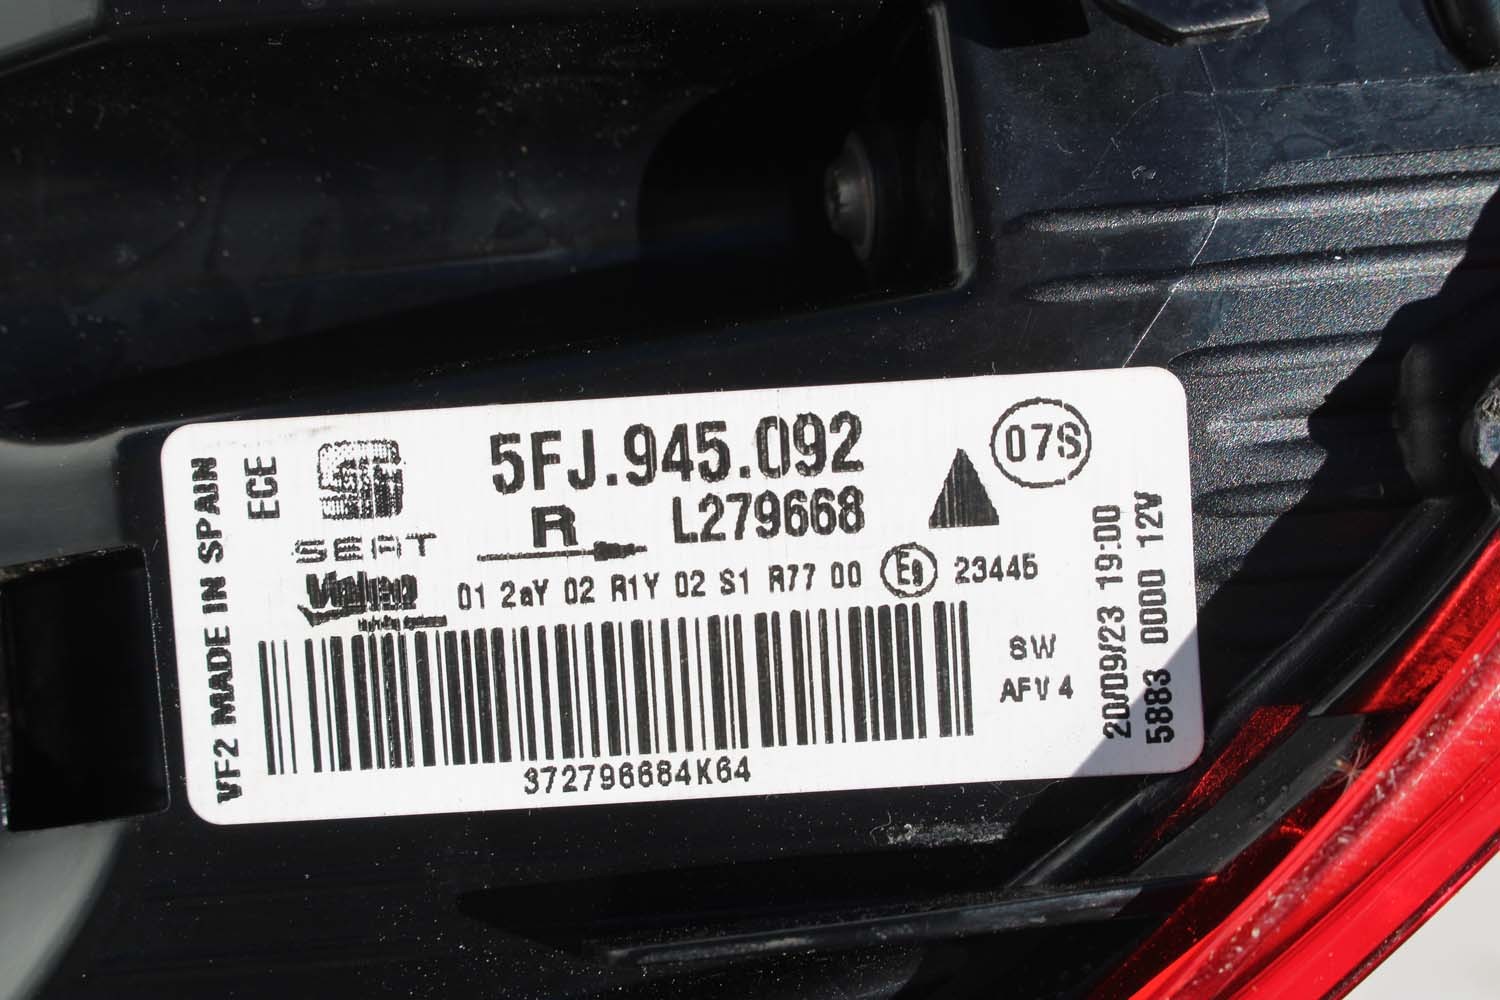 VF2 MADE IN SPAIN
ECE
SEAT
Valeo
5FJ.945.092
R
L279668
07S
01 2aY 02 R1Y 02 S1 R77 00 E9 23445
SW
AFV 4
372796684K64
20/09/23 19:00
5883 0000 12V